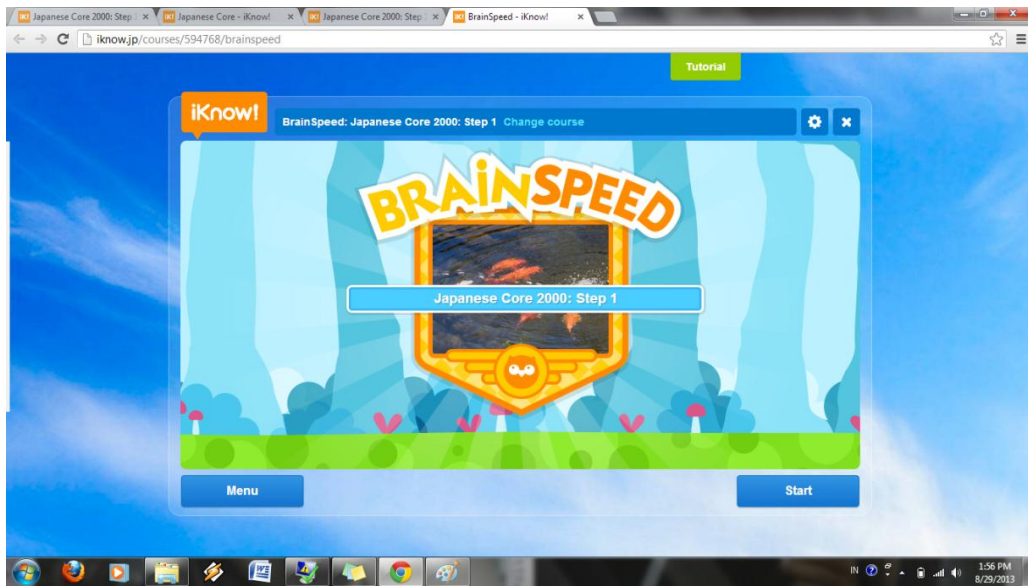 Japanese Core 2000: Step
Japanese Core - iKnow!
Japanese Core 2000: Step
BrainSpeed - iKnow!
iknow.jp/courses/594768/brainspeed
Tutorial
iKnow!
BrainSpeed: Japanese Core 2000: Step 1 Change course
BRAINSPEED
Japanese Core 2000: Step 1
Menu
Start
IN
1:56 PM
8/29/2013